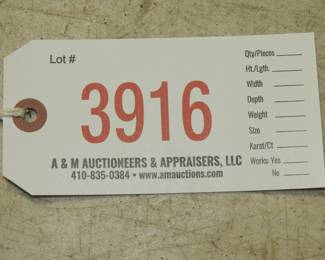 Lot #
3916
A & M AUCTIONEERS & APPRAISERS, LLC
410-835-0384 • www.amauctions.com
Qty/Pieces
Ht./Lgth.
Width
Depth
Weight
Size
Karat/Ct
Works Yes
No